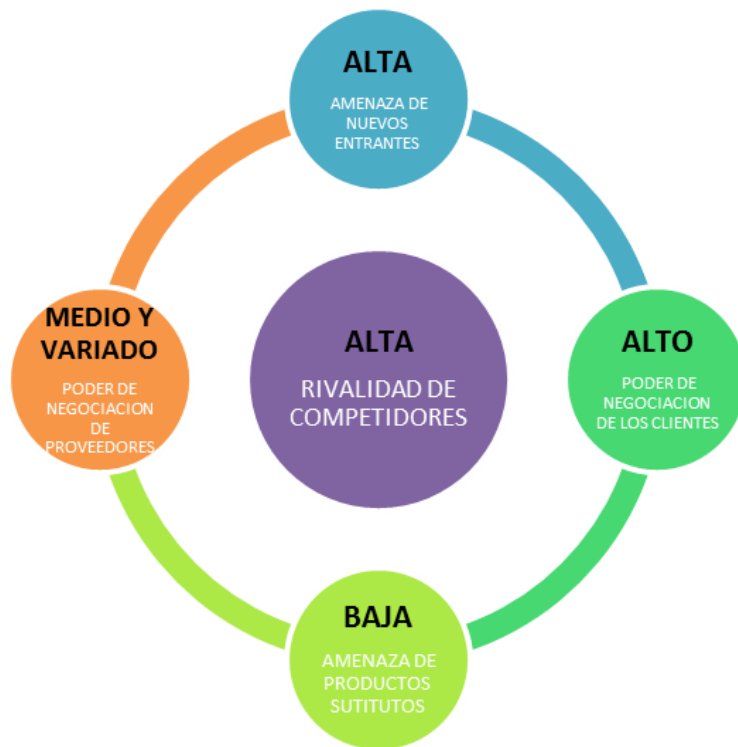 ALTA
AMENAZA DE
NUEVOS
ENTRANTES
MEDIO Y
VARIADO
PODER DE
NEGOCIACION
DE
PROVEEDORES
ALTA
RIVALIDAD DE
COMPETIDORES
ALTO
PODER DE
NEGOCIACION
DE LOS CLIENTES
BAJA
AMENAZA DE
PRODUCTOS
SUTITUTOS